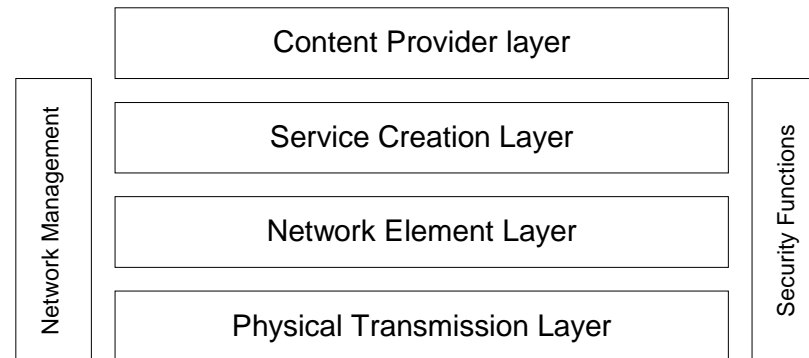 Content Provider layer
Network Management
Service Creation Layer
Network Element Layer
Physical Transmission Layer
Security Functions